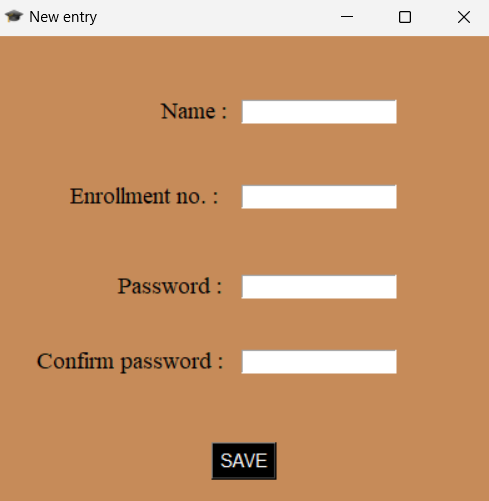 New entry
Name :
Enrollment no. :
Password :
Confirm password :
SAVE